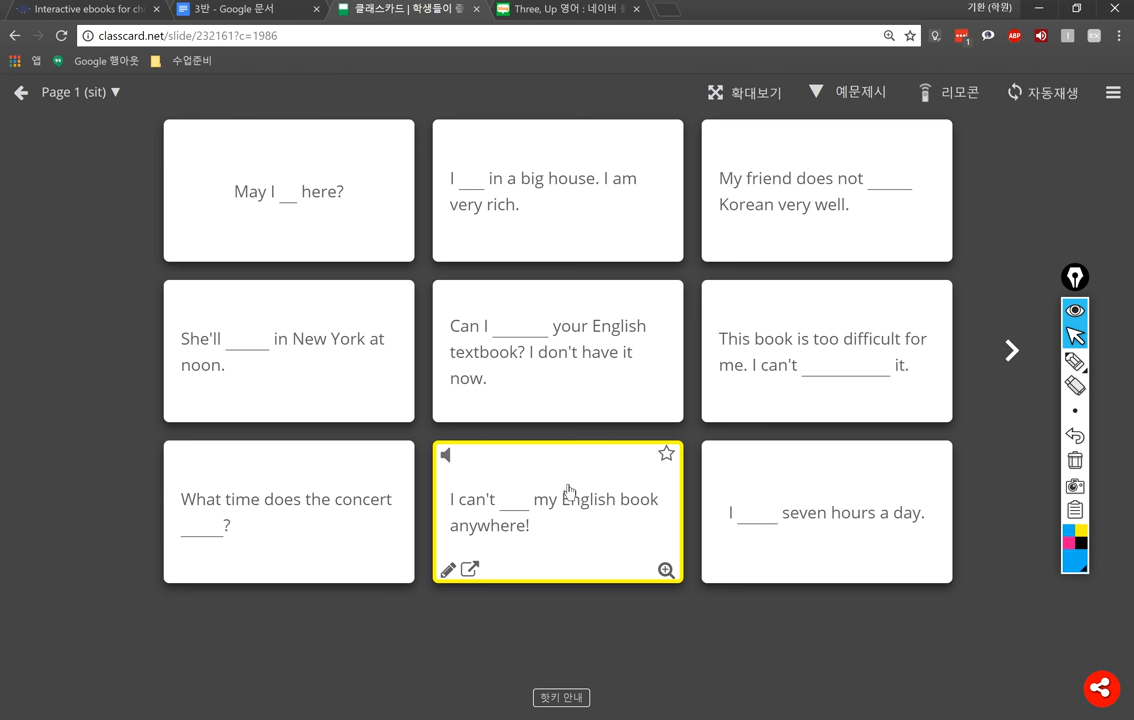 Interactive ebooks for ch
3반 - Google 문서
클래스카드 | 학생들이 좋
Three, Up 영어 : 네이버
기환 (학원)
classcard.net/slide/232161?c=1986
1
ABP
앱
Google 행아웃
수업준비
Page 1 (sit) ▼
확대보기
예문제시
리모콘
자동재생
May I __ here?
I ___ in a big house. I am
very rich.
My friend does not _____
Korean very well.
She'll _____ in New York at
noon.
Can I _______ your English
textbook? I don't have it
now.
This book is too difficult for
me. I can't __________ it.
What time does the concert
_____?
I can't ____ my English book
anywhere!
I _____ seven hours a day.
핫키 안내